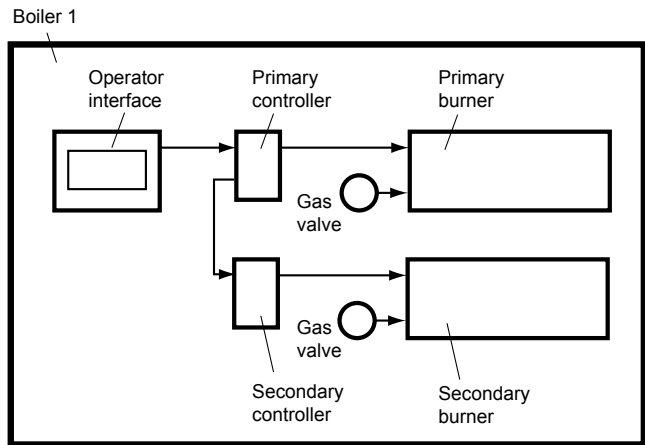 Boiler 1
Operator
interface
Primary
controller
Primary
burner
Gas
valve
Gas
valve
Secondary
controller
Secondary
burner